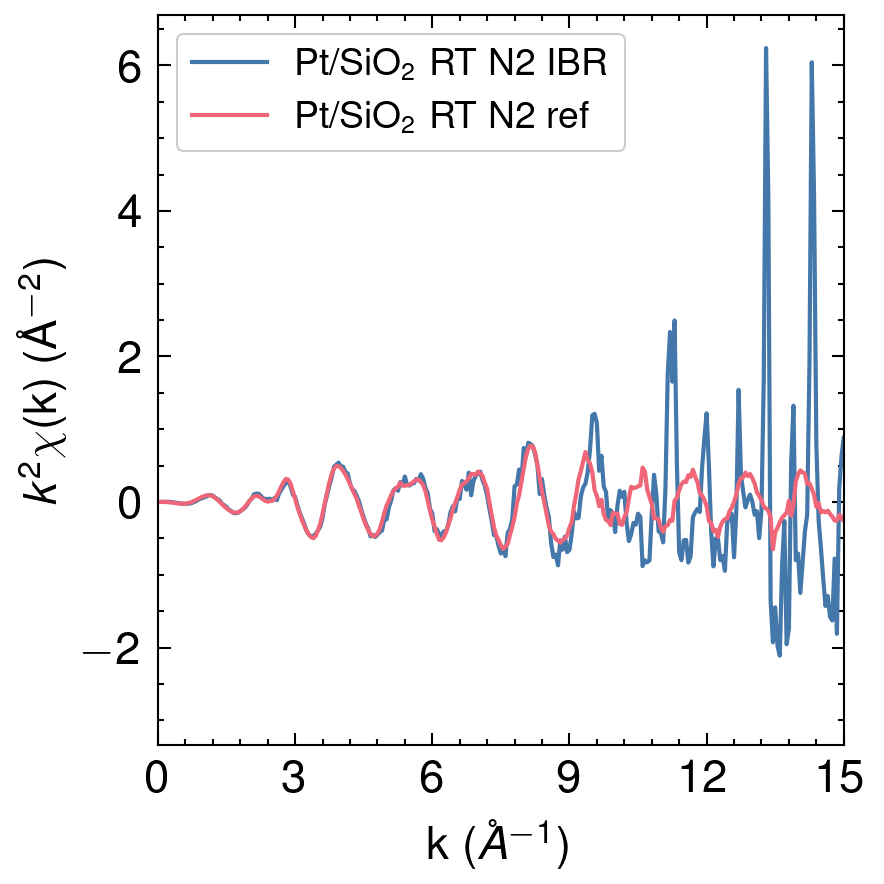 Pt/SiO₂ RT N2 IBR
Pt/SiO₂ RT N2 ref
k²χ(k) (Å⁻²)
6
4
2
0
−2
0 3 6 9 12 15
k (Å⁻¹)